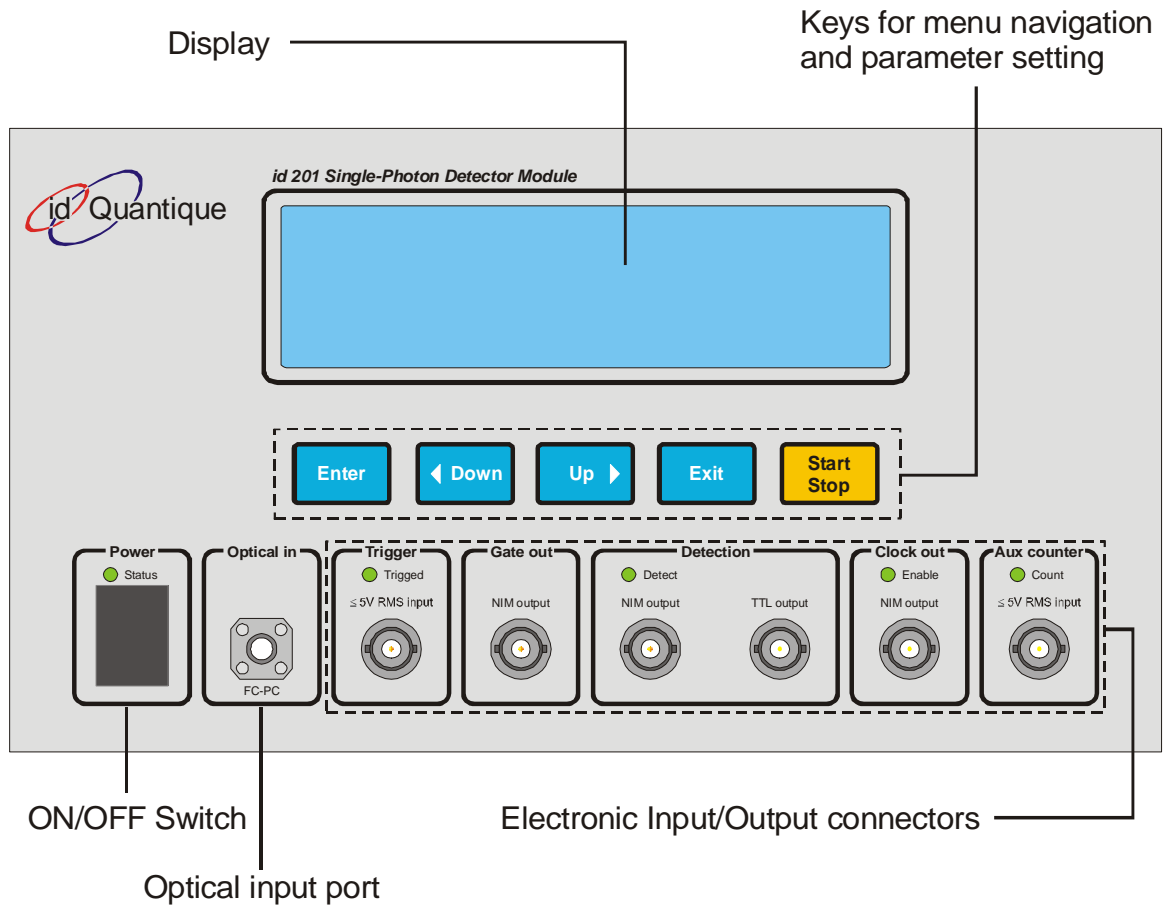 Display
Keys for menu navigation
and parameter setting
id Quantique
id 201 Single-Photon Detector Module
Enter
Down
Up
Exit
Start
Stop
Power
Status
Optical in
FC-PC
Trigger
Trigged
≤ 5V RMS input
Gate out
NIM output
Detection
Detect
NIM output
TTL output
Clock out
Enable
NIM output
Aux counter
Count
≤ 5V RMS input
ON/OFF Switch
Electronic Input/Output connectors
Optical input port